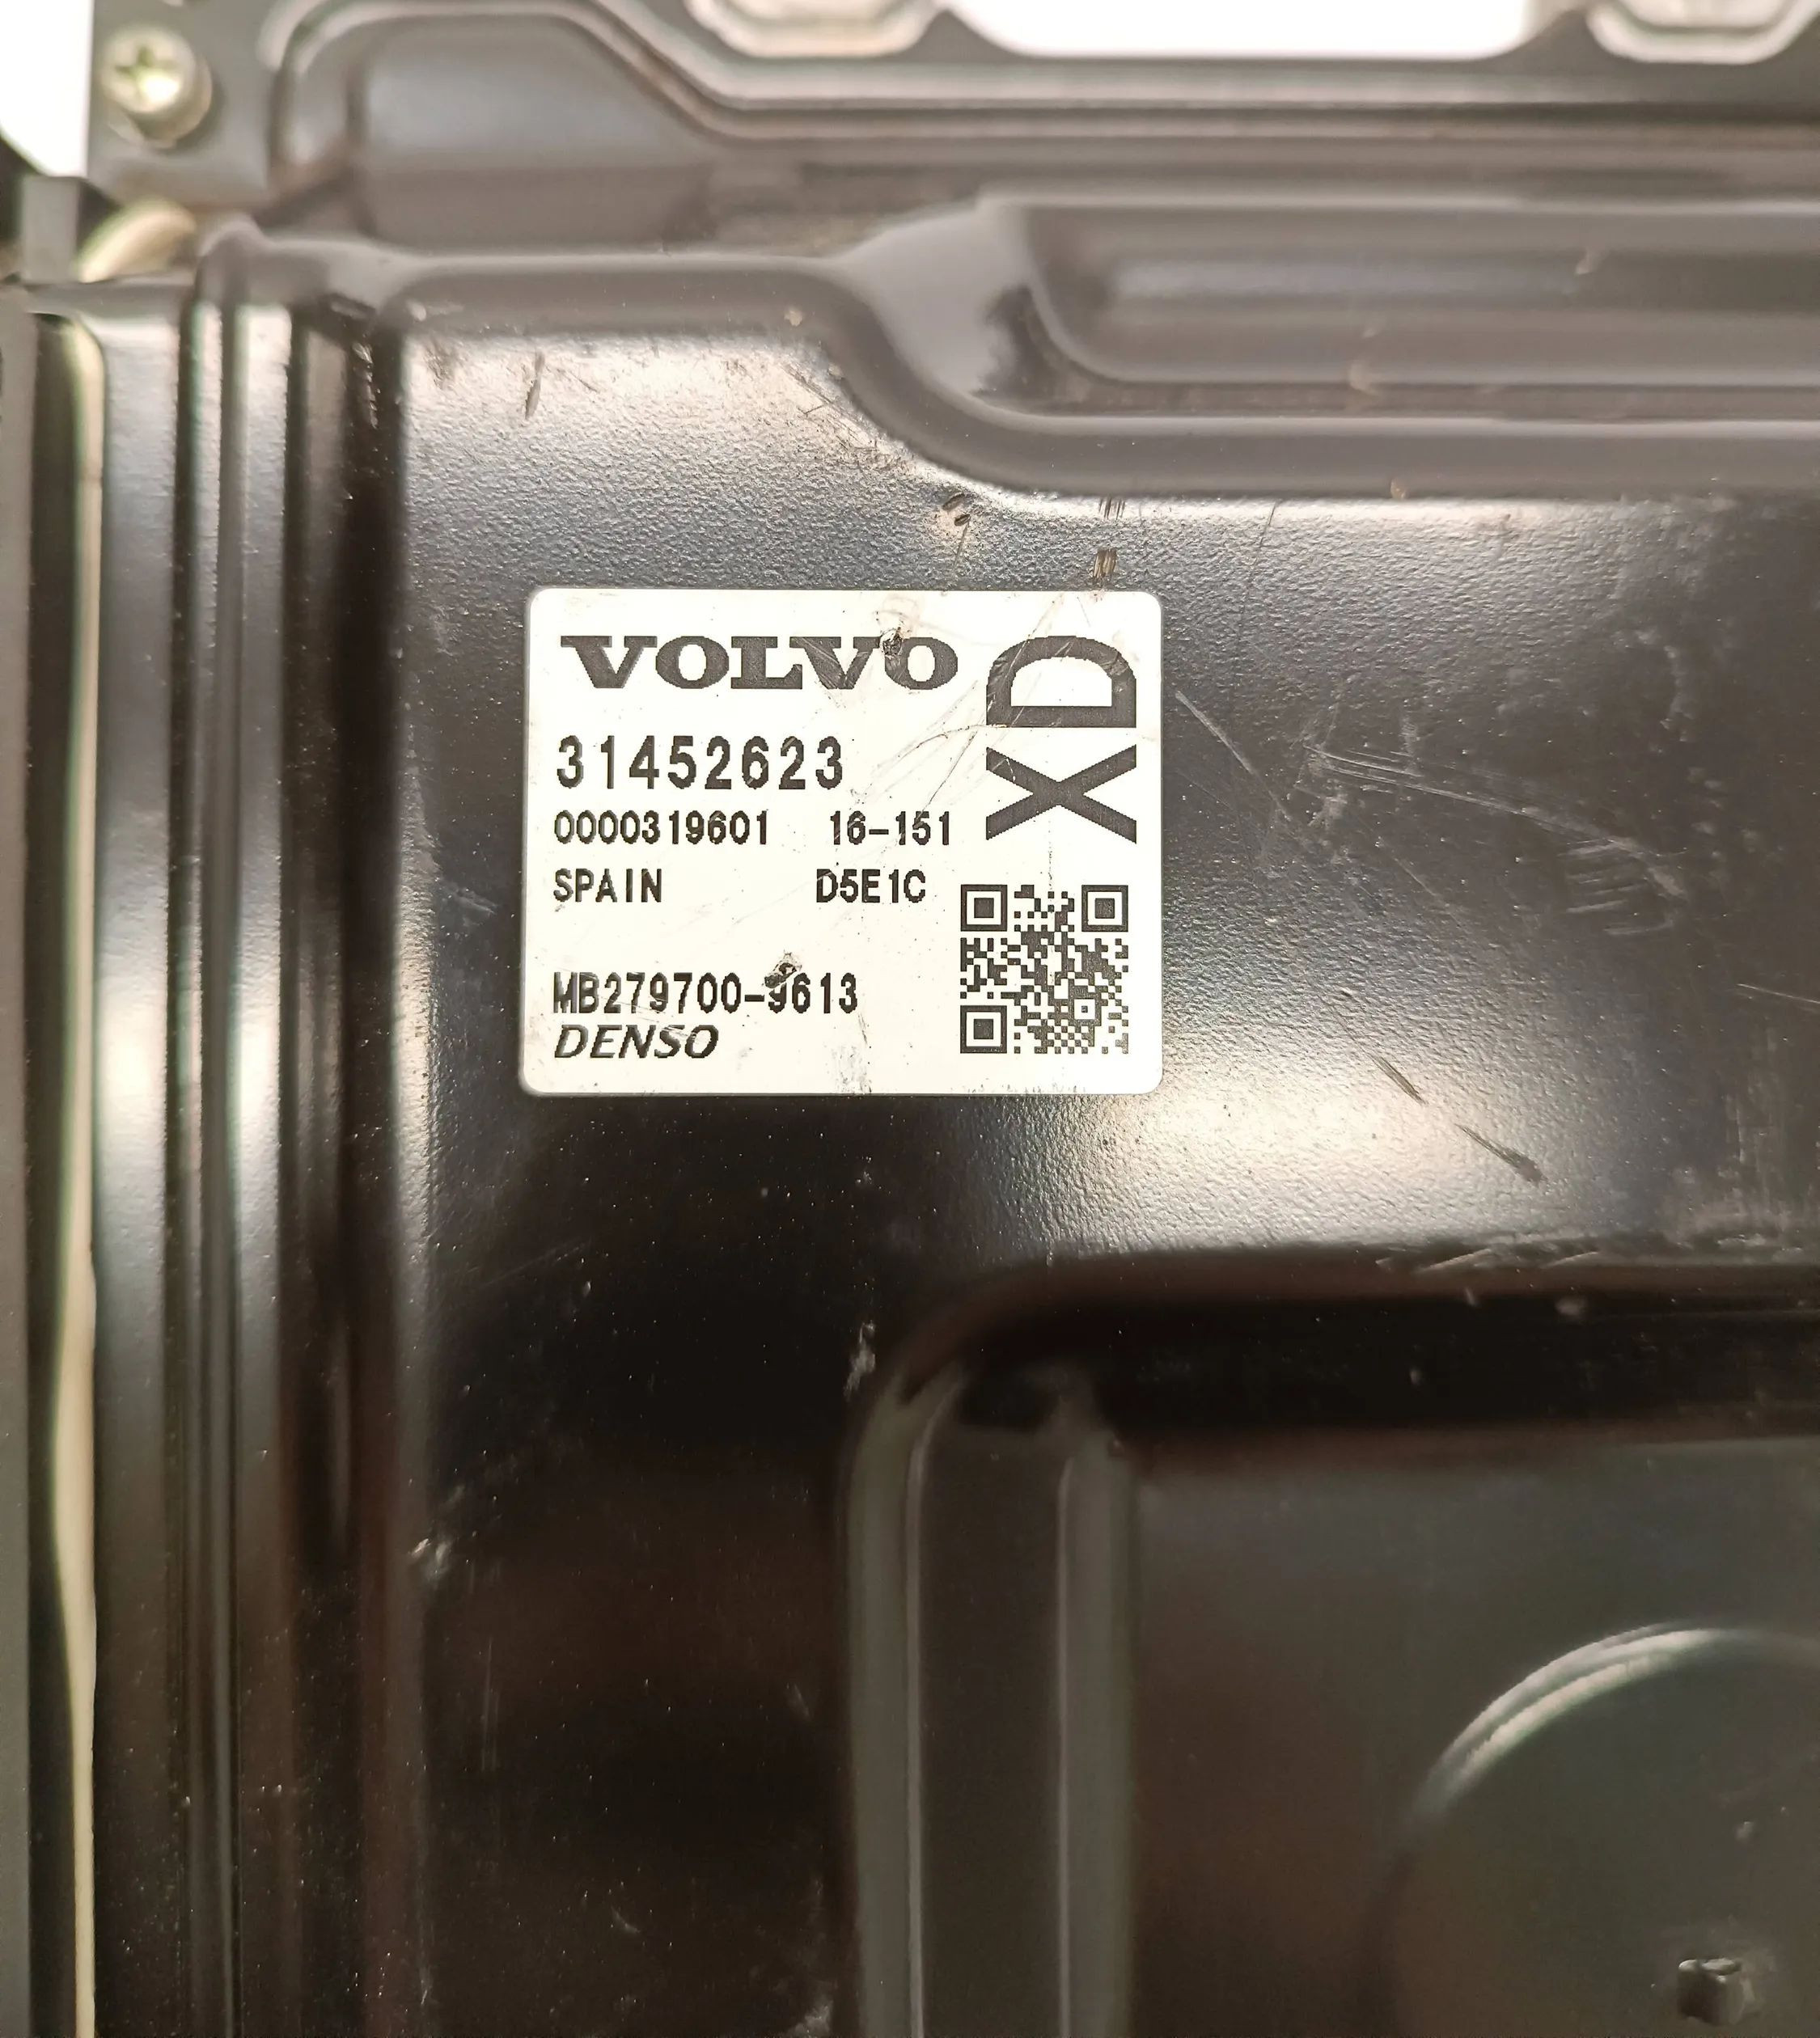 VOLVO
XD
31452623
0000319601 16-151
SPAIN D5E1C
MB279700-9613
DENSO